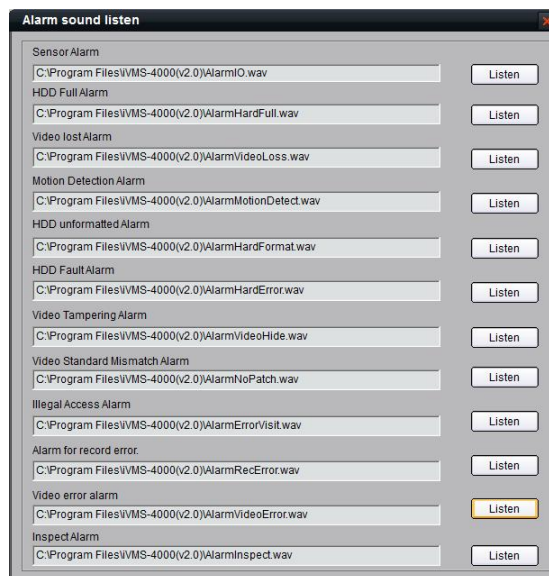 Alarm sound listen
Sensor Alarm
C:\Program Files\iVMS-4000(v2.0)\AlarmIO.wav
Listen
HDD Full Alarm
C:\Program Files\iVMS-4000(v2.0)\AlarmHardFull.wav
Listen
Video lost Alarm
C:\Program Files\iVMS-4000(v2.0)\AlarmVideoLoss.wav
Listen
Motion Detection Alarm
C:\Program Files\iVMS-4000(v2.0)\AlarmMotionDetect.wav
Listen
HDD unformatted Alarm
C:\Program Files\iVMS-4000(v2.0)\AlarmHardFormat.wav
Listen
HDD Fault Alarm
C:\Program Files\iVMS-4000(v2.0)\AlarmHardError.wav
Listen
Video Tampering Alarm
C:\Program Files\iVMS-4000(v2.0)\AlarmVideoHide.wav
Listen
Video Standard Mismatch Alarm
C:\Program Files\iVMS-4000(v2.0)\AlarmNoPatch.wav
Listen
Illegal Access Alarm
C:\Program Files\iVMS-4000(v2.0)\AlarmErrorVisit.wav
Listen
Alarm for record error.
C:\Program Files\iVMS-4000(v2.0)\AlarmRecError.wav
Listen
Video error alarm
C:\Program Files\iVMS-4000(v2.0)\AlarmVideoError.wav
Listen
Inspect Alarm
C:\Program Files\iVMS-4000(v2.0)\AlarmInspect.wav
Listen